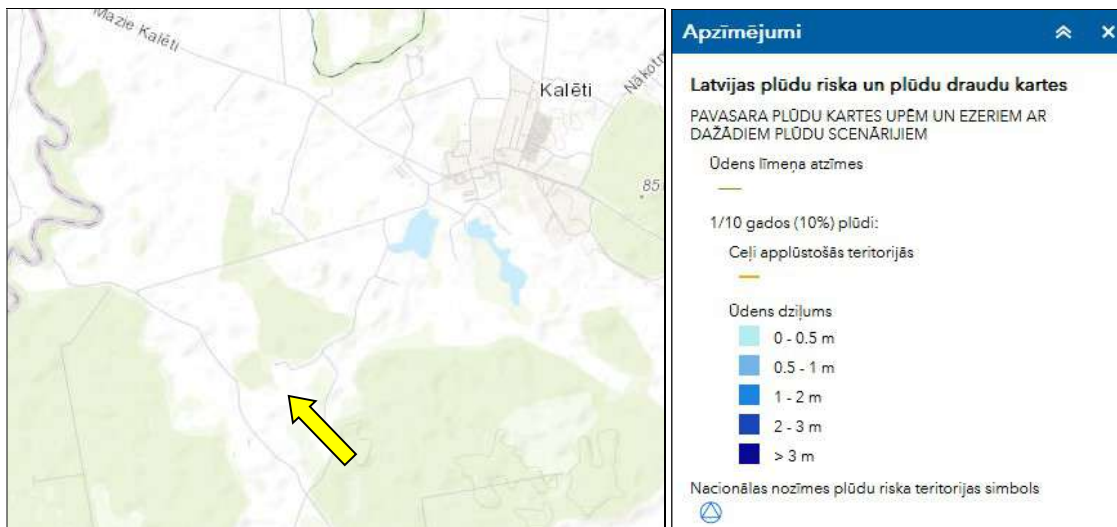 Mazie Kalēti
Kalēti
85
Apzīmējumi
Latvijas plūdu riska un plūdu draudu kartes
PAVASARA PLŪDU KARTES UPĒM UN EZERIEM AR
DAŽĀDIEM PLŪDU SCENĀRIJIEM
Ūdens līmeņa atzīmes
1/10 gados (10%) plūdi:
Ceļi applūstošās teritorijās
Ūdens dziļums
0 - 0.5 m
0.5 - 1 m
1 - 2 m
2 - 3 m
> 3 m
Nacionālas nozīmes plūdu riska teritorijas simbols